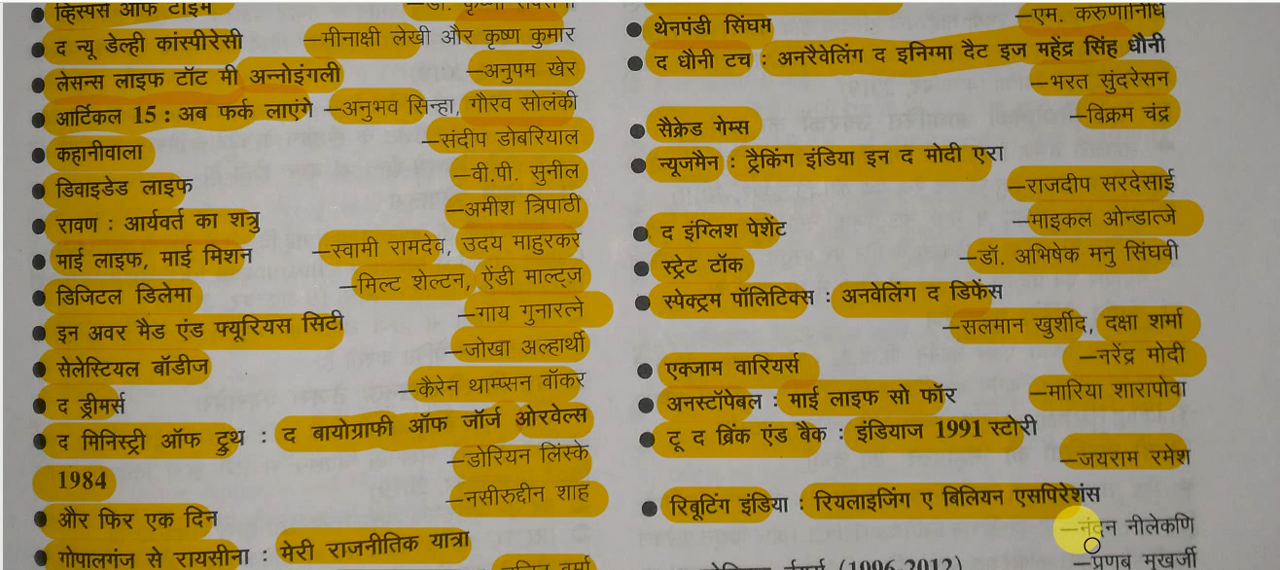 व्हिस्पर्स ऑफ टाइम —डॉ. कृष्णा सक्सेना
द न्यू डेल्ही कांस्पीरेसी —मीनाक्षी लेखी और कृष्ण कुमार
लेसन्स लाइफ टॉट मी अन्नोइंगली —अनुपम खेर
आर्टिकल 15 : अब फर्क लाएंगे —अनुभव सिन्हा, गौरव सोलंकी
कहानीवाला —संदीप डोबरियाल
डिवाइडेड लाइफ —वी.पी. सुनील
रावण : आर्यवर्त का शत्रु —अमीश त्रिपाठी
माई लाइफ, माई मिशन —स्वामी रामदेव, उदय माहुरकर
डिजिटल डिलेमा —मिल्ट शेल्टन, ऐंडी माल्ट्ज़
इन अवर मैड एंड फ्यूरियस सिटी —गाय गुनारत्ने
सेलेस्टियल बॉडीज —जोखा अल्हार्थी
द ड्रीमर्स —कैरेन थाम्प्सन वॉकर
द मिनिस्ट्री ऑफ ट्रुथ : द बायोग्राफी ऑफ जॉर्ज ओरवेल्स
1984 —डोरियन लिंस्के
और फिर एक दिन —नसीरुद्दीन शाह
गोपालगंज से रायसीना : मेरी राजनीतिक यात्रा
थेनपंडी सिंघम —एम. करुणानिधि
द धौनी टच : अनरैवेलिंग द इनिग्मा दैट इज महेंद्र सिंह धौनी
—भरत सुंदरेसन
सैक्रेड गेम्स —विक्रम चंद्र
न्यूजमैन : ट्रैकिंग इंडिया इन द मोदी एरा
—राजदीप सरदेसाई
द इंग्लिश पेशेंट —माइकल ओन्डात्जे
स्ट्रेट टॉक —डॉ. अभिषेक मनु सिंघवी
स्पेक्ट्रम पॉलिटिक्स : अनवेलिंग द डिफेंस
—सलमान खुर्शीद, दक्षा शर्मा
एक्जाम वारियर्स —नरेंद्र मोदी
अनस्टॉपेबल : माई लाइफ सो फॉर —मारिया शारापोवा
टू द ब्रिंक एंड बैक : इंडियाज 1991 स्टोरी
—जयराम रमेश
रिबूटिंग इंडिया : रियलाइजिंग ए बिलियन एसपिरेशंस
—नंदन नीलेकणि
(1996-2012) —प्रणब मुखर्जी